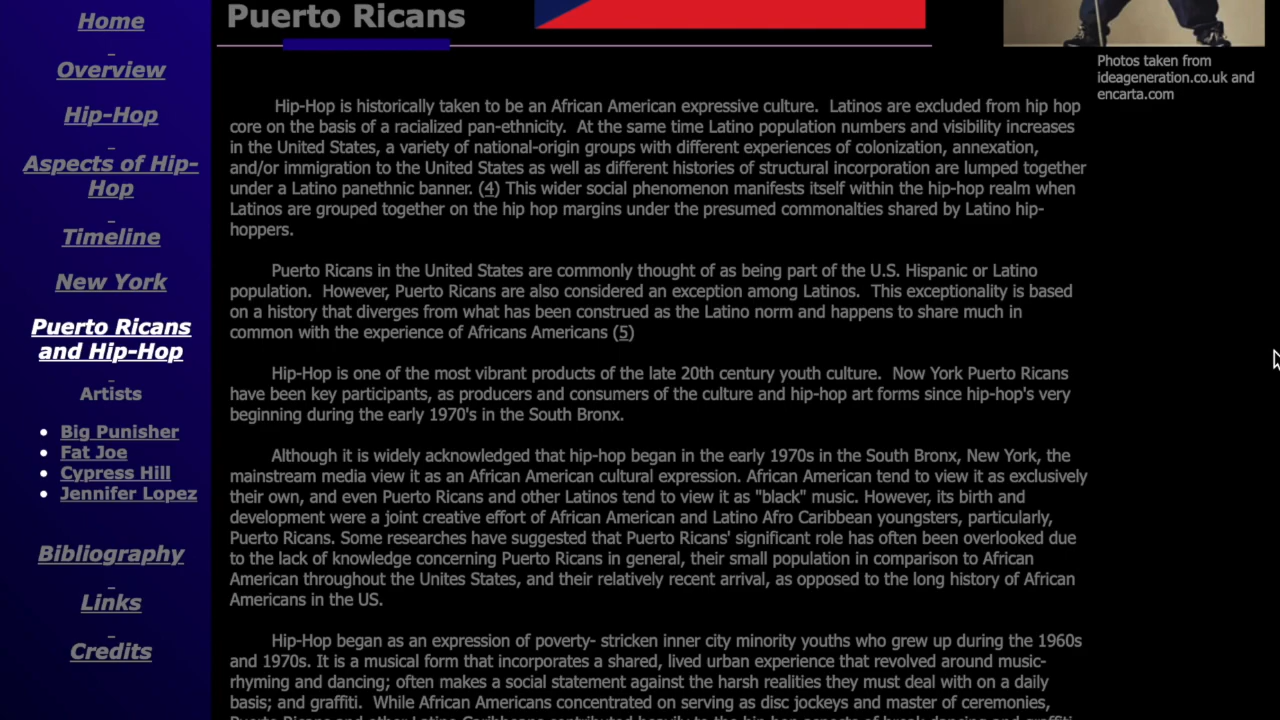 Home
Overview
Hip-Hop
Aspects of Hip-
Hop
Timeline
New York
Puerto Ricans
and Hip-Hop
Artists
Big Punisher
Fat Joe
Cypress Hill
Jennifer Lopez
Bibliography
Links
Credits
Puerto Ricans
Photos taken from
ideageneration.co.uk and
encarta.com
Hip-Hop is historically taken to be an African American expressive culture. Latinos are excluded from hip hop
core on the basis of a racialized pan-ethnicity. At the same time Latino population numbers and visibility increases
in the United States, a variety of national-origin groups with different experiences of colonization, annexation,
and/or immigration to the United States as well as different histories of structural incorporation are lumped together
under a Latino panethnic banner. (4) This wider social phenomenon manifests itself within the hip-hop realm when
Latinos are grouped together on the hip hop margins under the presumed commonalties shared by Latino hip-
hoppers.
Puerto Ricans in the United States are commonly thought of as being part of the U.S. Hispanic or Latino
population. However, Puerto Ricans are also considered an exception among Latinos. This exceptionality is based
on a history that diverges from what has been construed as the Latino norm and happens to share much in
common with the experience of Africans Americans (5)
Hip-Hop is one of the most vibrant products of the late 20th century youth culture. Now York Puerto Ricans
have been key participants, as producers and consumers of the culture and hip-hop art forms since hip-hop's very
beginning during the early 1970's in the South Bronx.
Although it is widely acknowledged that hip-hop began in the early 1970s in the South Bronx, New York, the
mainstream media view it as an African American cultural expression. African American tend to view it as exclusively
their own, and even Puerto Ricans and other Latinos tend to view it as "black" music. However, its birth and
development were a joint creative effort of African American and Latino Afro Caribbean youngsters, particularly,
Puerto Ricans. Some researches have suggested that Puerto Ricans' significant role has often been overlooked due
to the lack of knowledge concerning Puerto Ricans in general, their small population in comparison to African
American throughout the Unites States, and their relatively recent arrival, as opposed to the long history of African
Americans in the US.
Hip-Hop began as an expression of poverty- stricken inner city minority youths who grew up during the 1960s
and 1970s. It is a musical form that incorporates a shared, lived urban experience that revolved around music-
rhyming and dancing; often makes a social statement against the harsh realities they must deal with on a daily
basis; and graffiti. While African Americans concentrated on serving as disc jockeys and master of ceremonies,